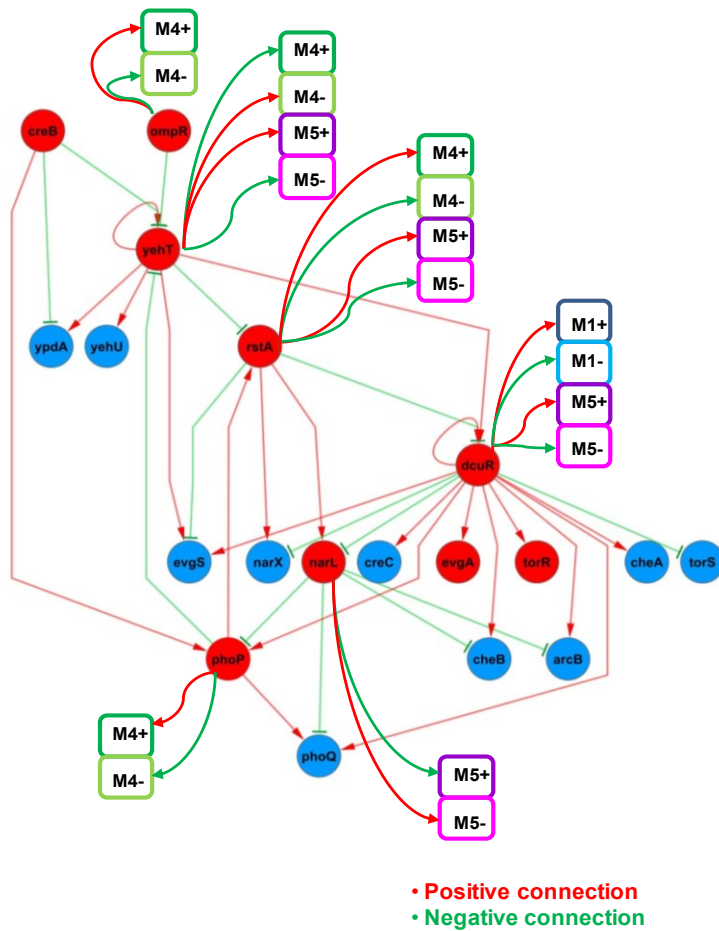 M4+
M4-
M4+
M4-
M5+
M5-
creB
ompR
M4+
M4-
M5+
M5-
yehT
ypdA
yehU
rstA
M1+
M1-
M5+
M5-
dcuR
evgS
narX
narL
creC
evgA
torR
cheA
torS
phoP
cheB
arcB
M4+
M4-
phoQ
M5+
M5-
• Positive connection
• Negative connection